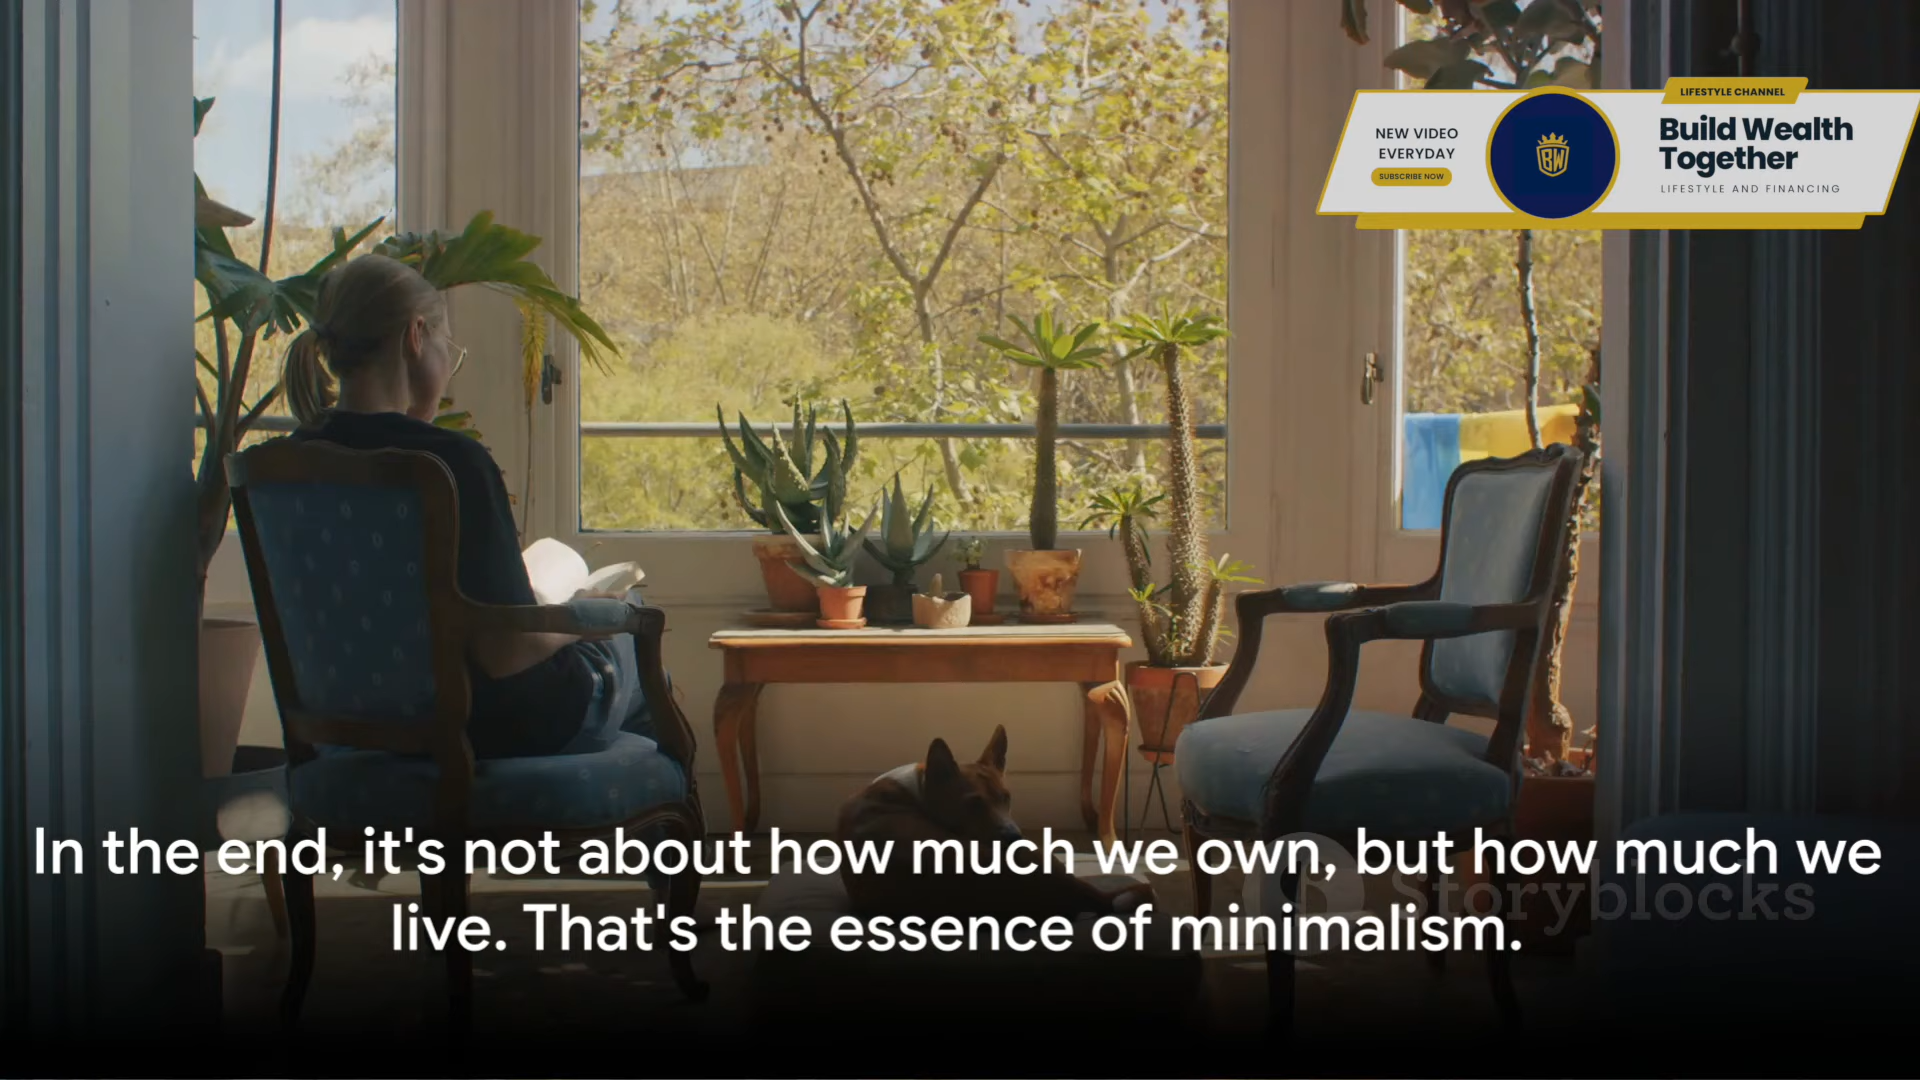 LIFESTYLE CHANNEL
NEW VIDEO
EVERYDAY
SUBSCRIBE NOW
BW
Build Wealth
Together
LIFESTYLE AND FINANCING
In the end, it's not about how much we own, but how much we
live. That's the essence of minimalism.
Storyblocks